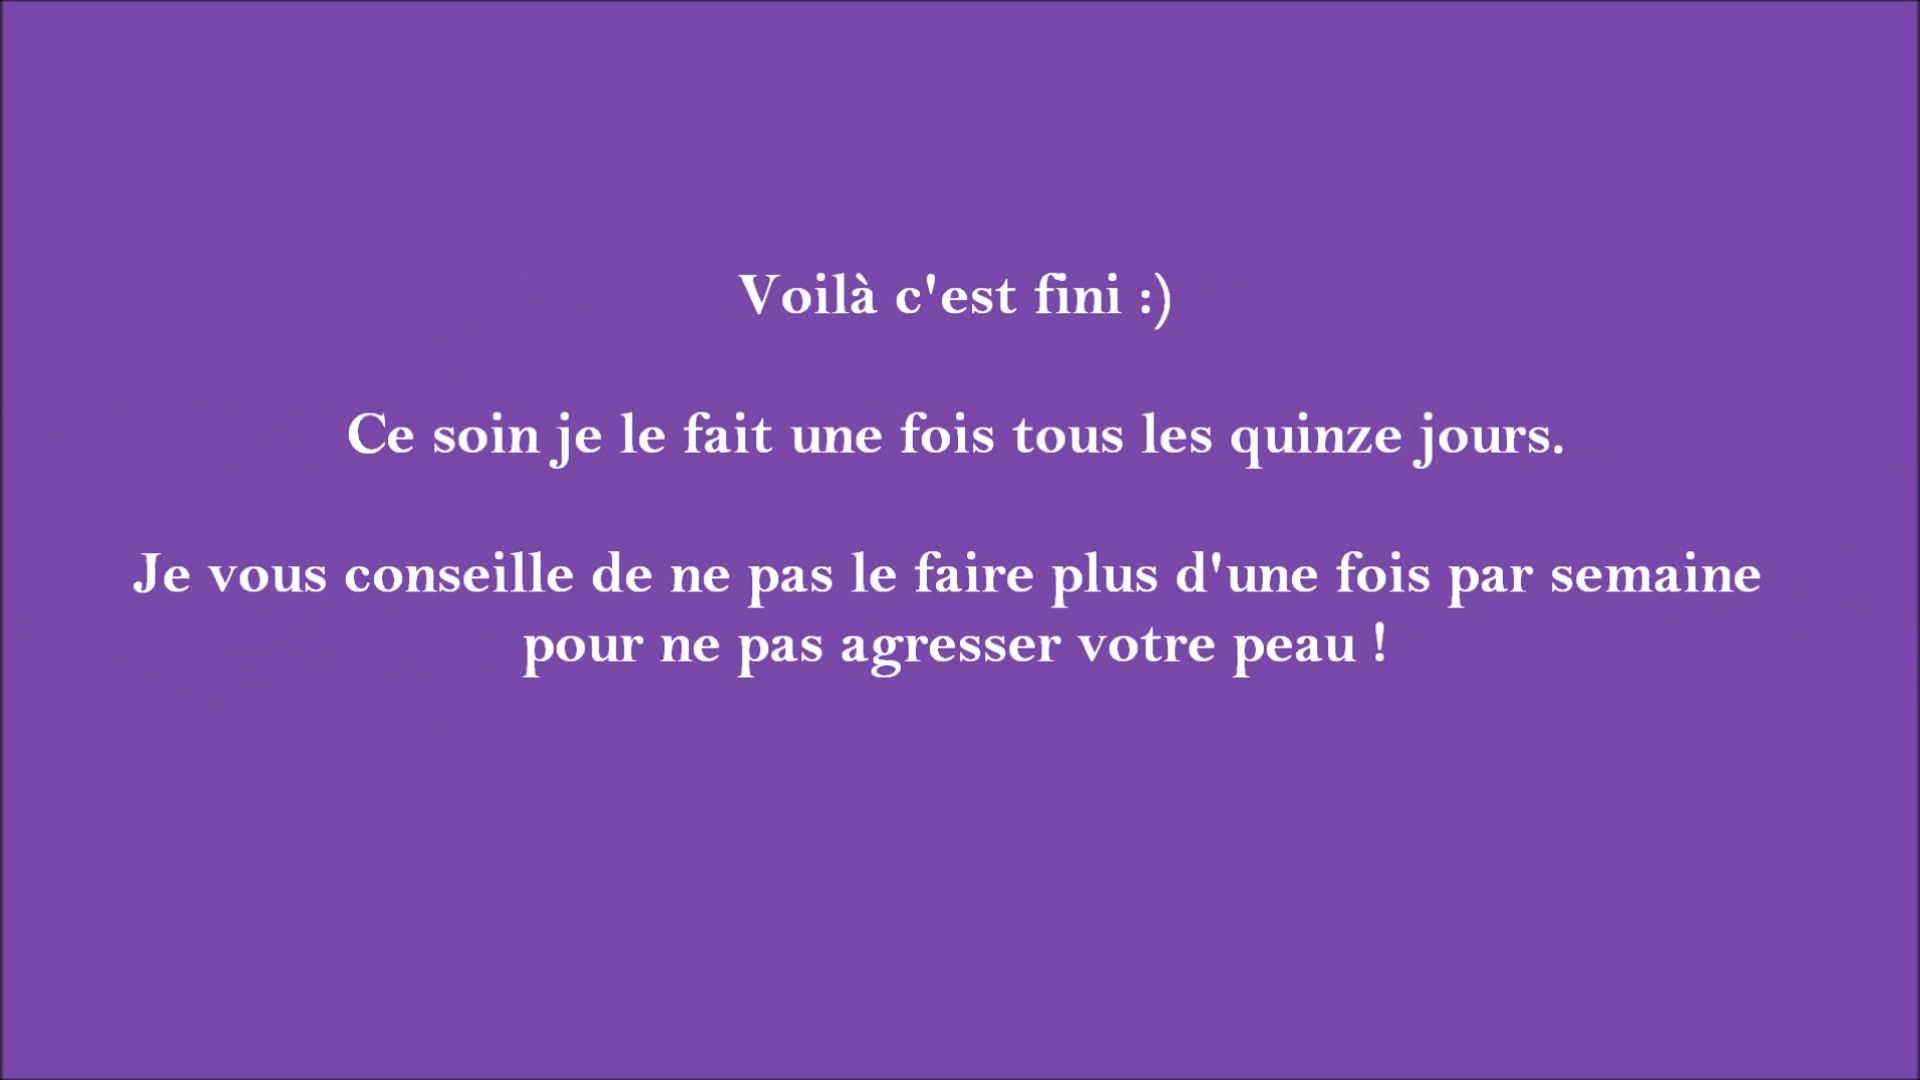 Voilà c'est fini :)
Ce soin je le fait une fois tous les quinze jours.
Je vous conseille de ne pas le faire plus d'une fois par semaine
pour ne pas agresser votre peau !